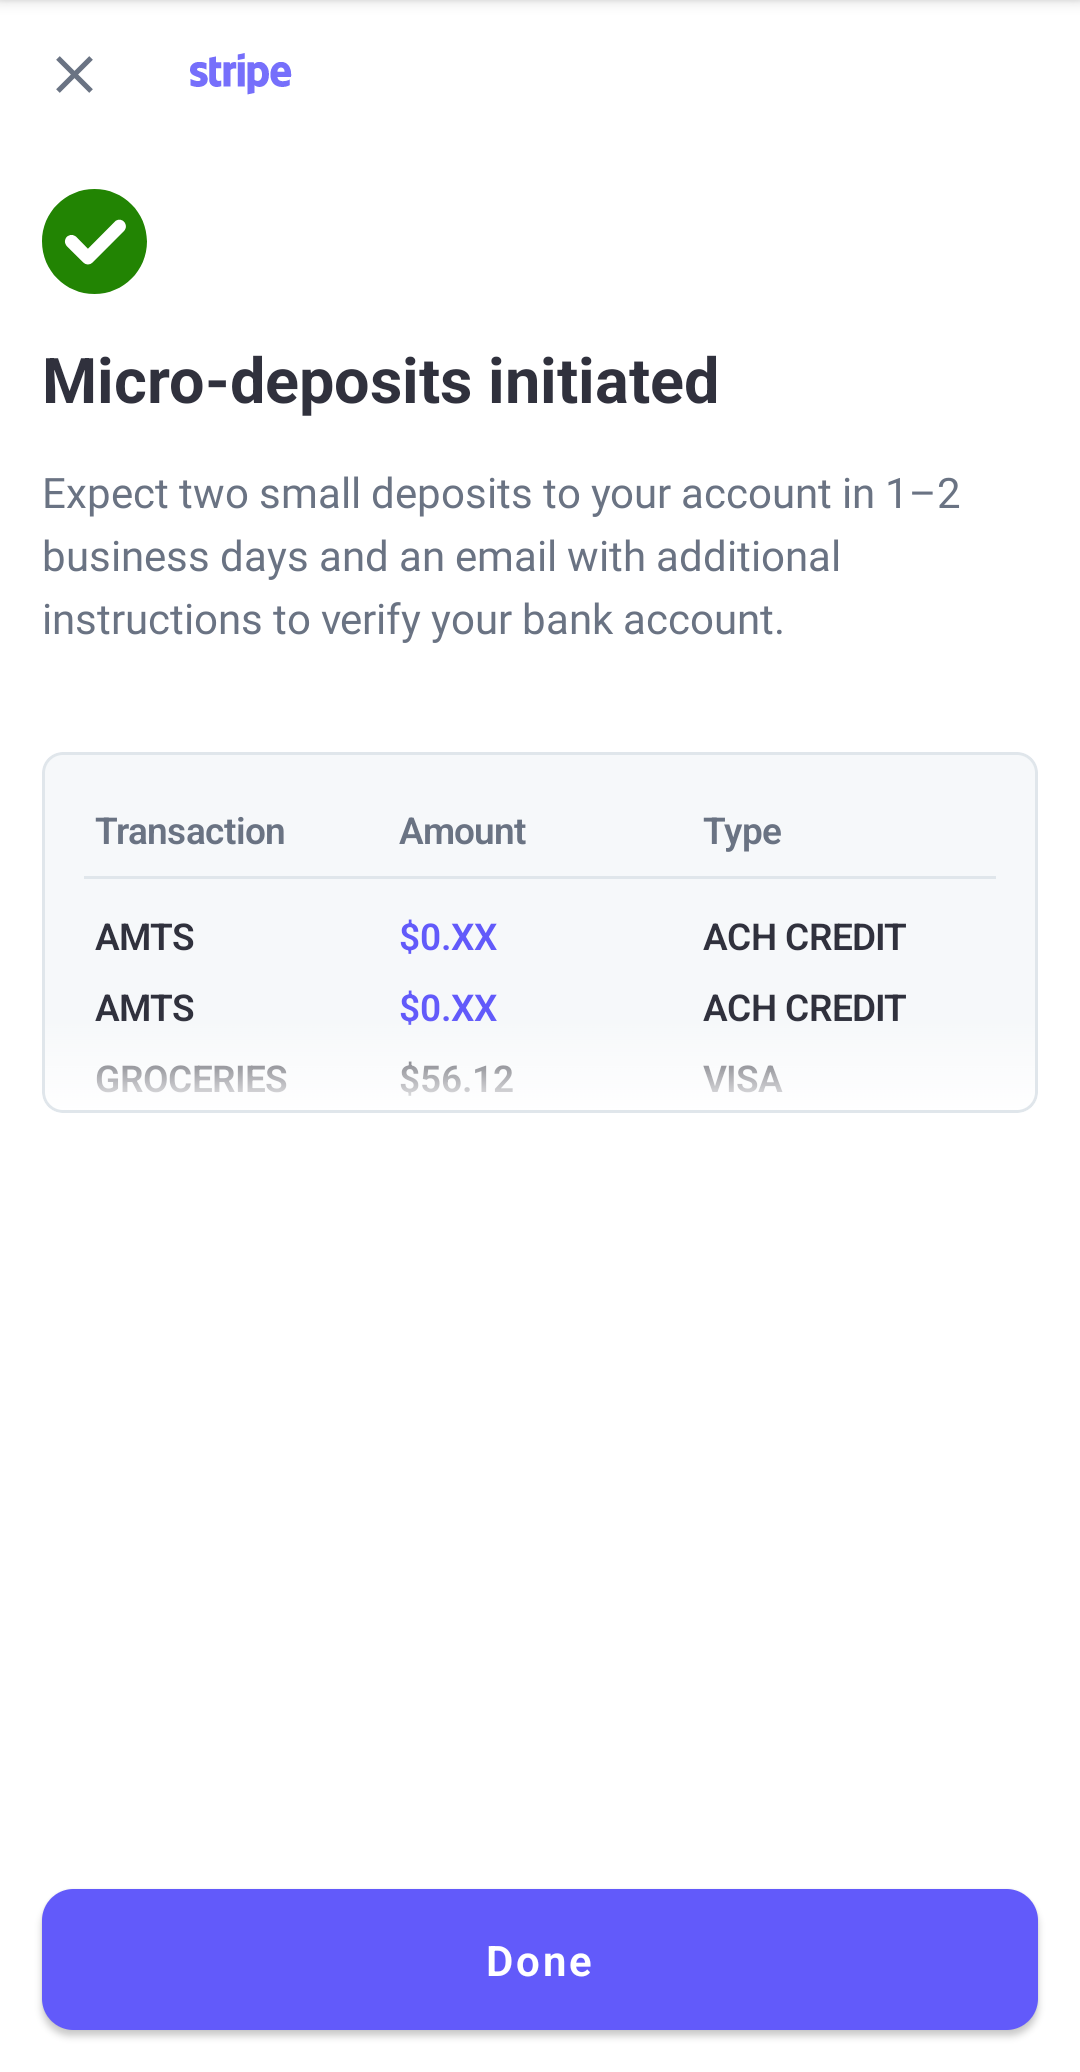 stripe
Micro-deposits initiated
Expect two small deposits to your account in 1–2
business days and an email with additional
instructions to verify your bank account.
Transaction Amount Type
AMTS $0.XX ACH CREDIT
AMTS $0.XX ACH CREDIT
GROCERIES $56.12 VISA
Done